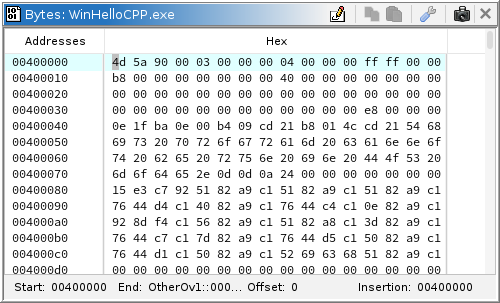 Bytes: WinHelloCPP.exe
Addresses Hex
00400000 4d 5a 90 00 03 00 00 00 04 00 00 00 ff ff 00 00
00400010 b8 00 00 00 00 00 00 00 40 00 00 00 00 00 00 00
00400020 00 00 00 00 00 00 00 00 00 00 00 00 00 00 00 00
00400030 00 00 00 00 00 00 00 00 00 00 00 00 e8 00 00 00
00400040 0e 1f ba 0e 00 b4 09 cd 21 b8 01 4c cd 21 54 68
00400050 69 73 20 70 72 6f 67 72 61 6d 20 63 61 6e 6e 6f
00400060 74 20 62 65 20 72 75 6e 20 69 6e 20 44 4f 53 20
00400070 6d 6f 64 65 2e 0d 0d 0a 24 00 00 00 00 00 00 00
00400080 15 e3 c7 92 51 82 a9 c1 51 82 a9 c1 51 82 a9 c1
00400090 76 44 d4 c1 40 82 a9 c1 76 44 c4 c1 0e 82 a9 c1
004000a0 92 8d f4 c1 56 82 a9 c1 51 82 a8 c1 3d 82 a9 c1
004000b0 76 44 c7 c1 7d 82 a9 c1 76 44 d5 c1 50 82 a9 c1
004000c0 76 44 d1 c1 50 82 a9 c1 52 69 63 68 51 82 a9 c1
004000d0 00 00 00 00 00 00 00 00 00 00 00 00 00 00 00 00
Start: 00400000 End: OtherOv1::000... Offset: 0 Insertion: 00400000